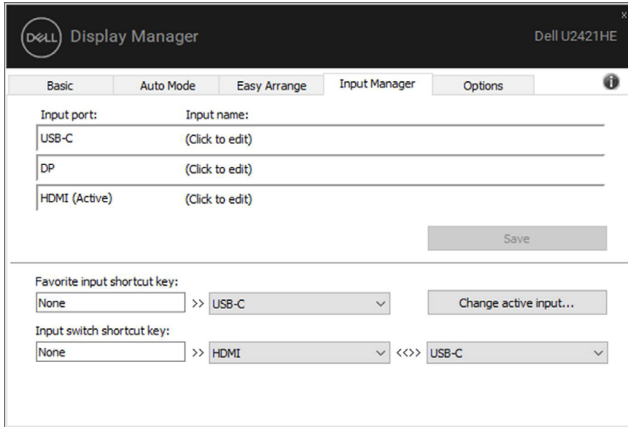 x
DELL Display Manager Dell U2421HE
Basic Auto Mode Easy Arrange Input Manager Options i
Input port: Input name:
USB-C (Click to edit)
DP (Click to edit)
HDMI (Active) (Click to edit)
Save
Favorite input shortcut key:
None >> USB-C Change active input...
Input switch shortcut key:
None >> HDMI <<>> USB-C